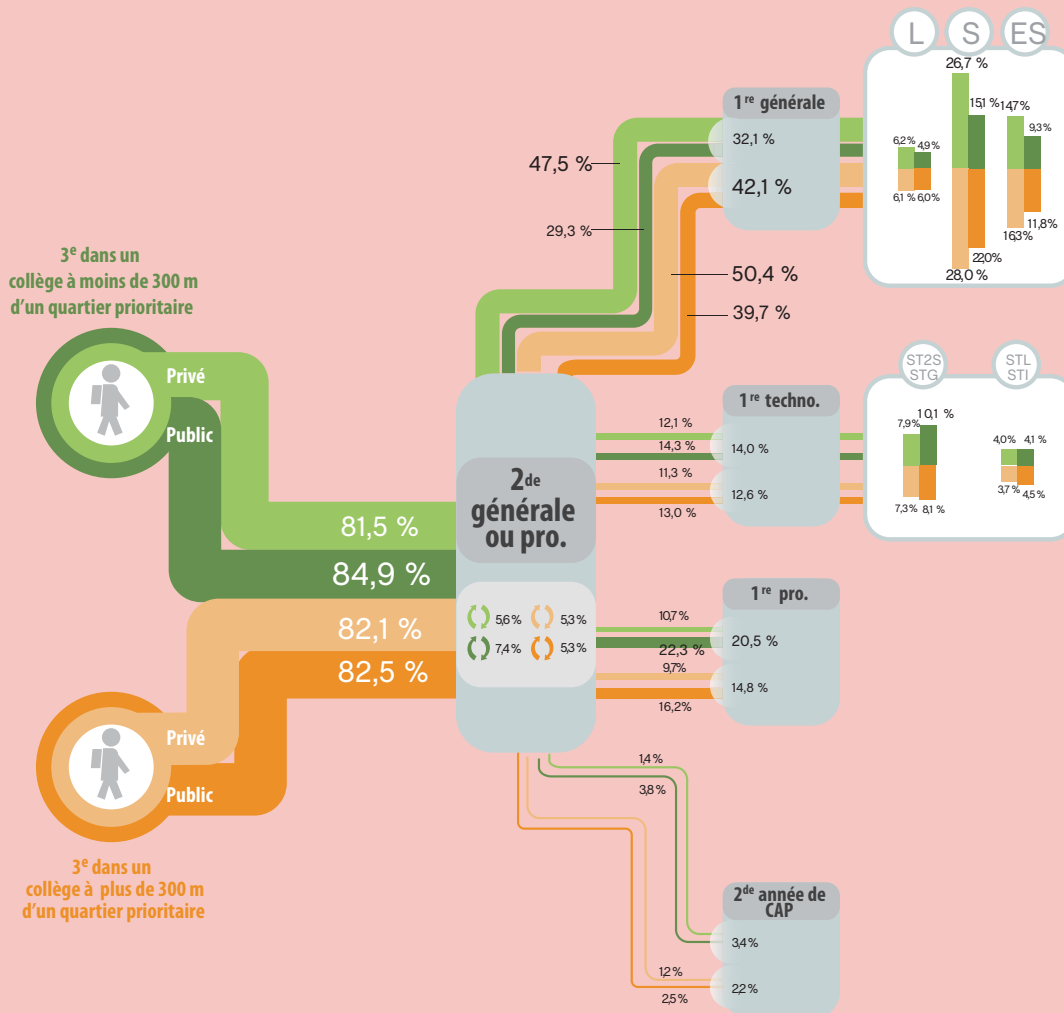 L
S
ES
26,7 %
15,1 %
14,7%
9,3%
6,2%
4,9%
6,1 %
6,0%
11,8%
16,3%
22,0%
28,0%
1re générale
32,1 %
42,1 %
47,5 %
29,3 %
50,4 %
39,7 %
3e dans un
collège à moins de 300 m
d'un quartier prioritaire
Privé
Public
ST2S
STG
STL
STI
10,1 %
7,9%
4,0%
4,1 %
3,7%
4,5%
7,3%
8,1 %
1re techno.
12,1 %
14,3 %
14,0%
11,3 %
12,6 %
13,0%
2de
générale
ou pro.
81,5 %
84,9 %
82,1 %
82,5 %
5,6%
5,3%
7,4%
5,3%
1re pro.
10,7%
20,5 %
22,3 %
9,7%
14,8 %
16,2%
Privé
Public
3e dans un
collège à plus de 300 m
d'un quartier prioritaire
1,4 %
3,8%
2de année de
CAP
3,4%
1,2%
2,2%
2,5%